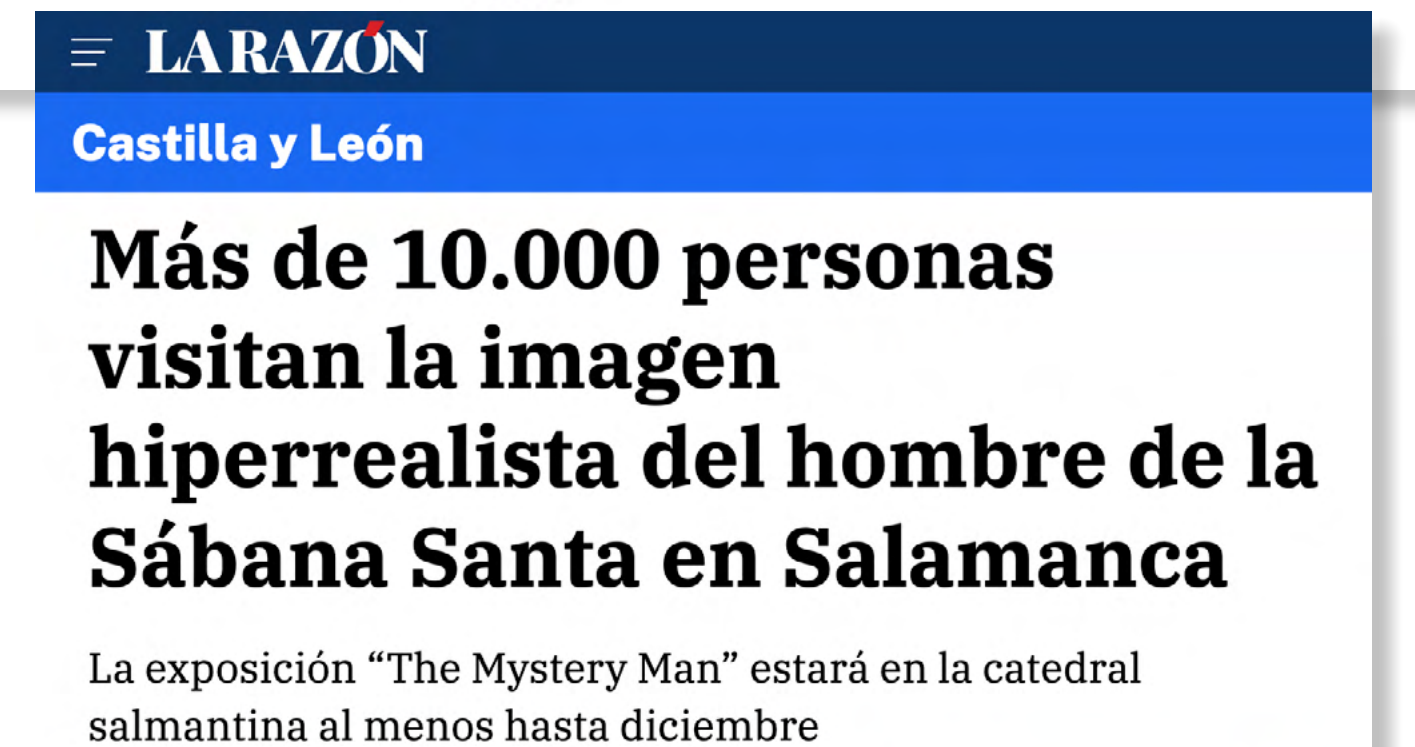 LA RAZÓN
Castilla y León
Más de 10.000 personas
visitan la imagen
hiperrealista del hombre de la
Sábana Santa en Salamanca
La exposición “The Mystery Man” estará en la catedral
salmantina al menos hasta diciembre